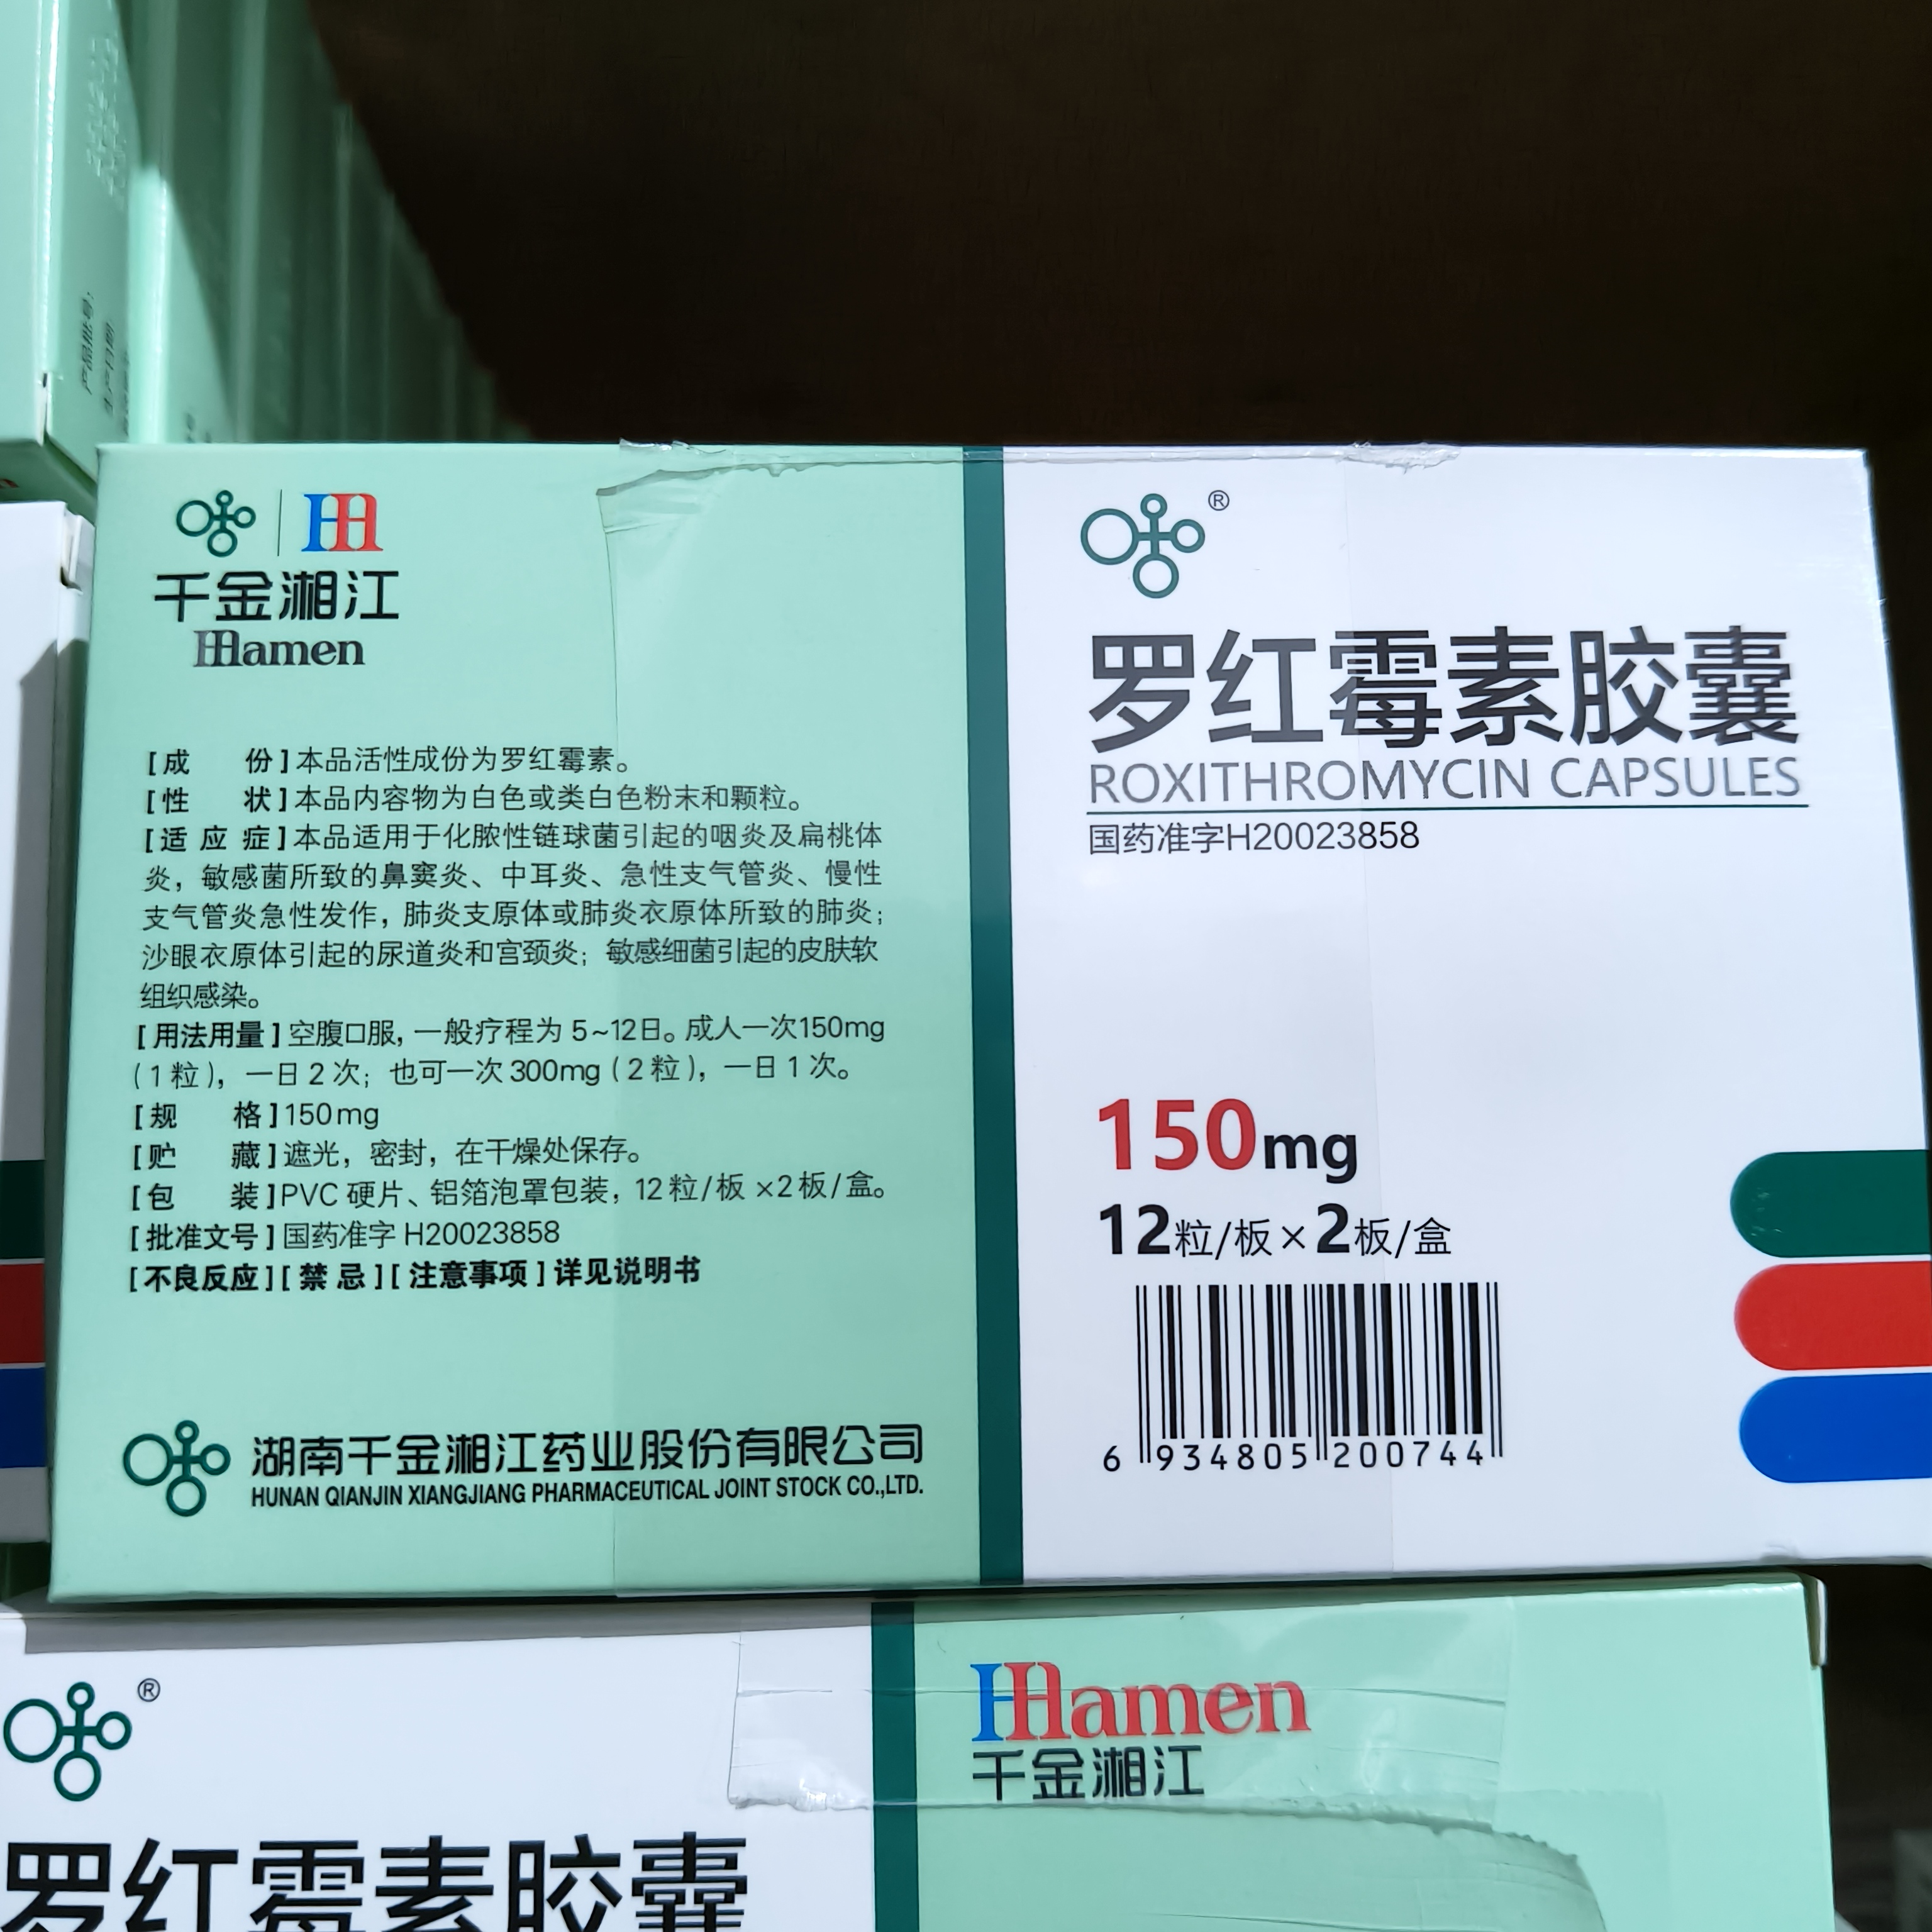 千金湘江
HHamen
[成 份]本品活性成份为罗红霉素。
[性 状]本品内容物为白色或类白色粉末和颗粒。
[适 应 症]本品适用于化脓性链球菌引起的咽炎及扁桃体
炎，敏感菌所致的鼻窦炎、中耳炎、急性支气管炎、慢性
支气管炎急性发作，肺炎支原体或肺炎衣原体所致的肺炎；
沙眼衣原体引起的尿道炎和宫颈炎；敏感细菌引起的皮肤软
组织感染。
[用法用量]空腹口服，一般疗程为 5~12日。成人一次150mg
(1粒)，一日2次；也可一次300mg(2粒)，一日1次。
[规 格]150mg
[贮 藏]遮光，密封，在干燥处保存。
[包 装]PVC 硬片、铝箔泡罩包装，12粒/板 ×2板/盒。
[批准文号]国药准字 H20023858
[不良反应][禁 忌][注意事项]详见说明书
湖南千金湘江药业股份有限公司
HUNAN QIANJIN XIANGJIANG PHARMACEUTICAL JOINT STOCK CO.,LTD.
®
罗红霉素胶囊
ROXITHROMYCIN CAPSULES
国药准字H20023858
150mg
12粒/板×2板/盒
6 934805 200744
®
罗红霉素胶囊
HHamen
千金湘江